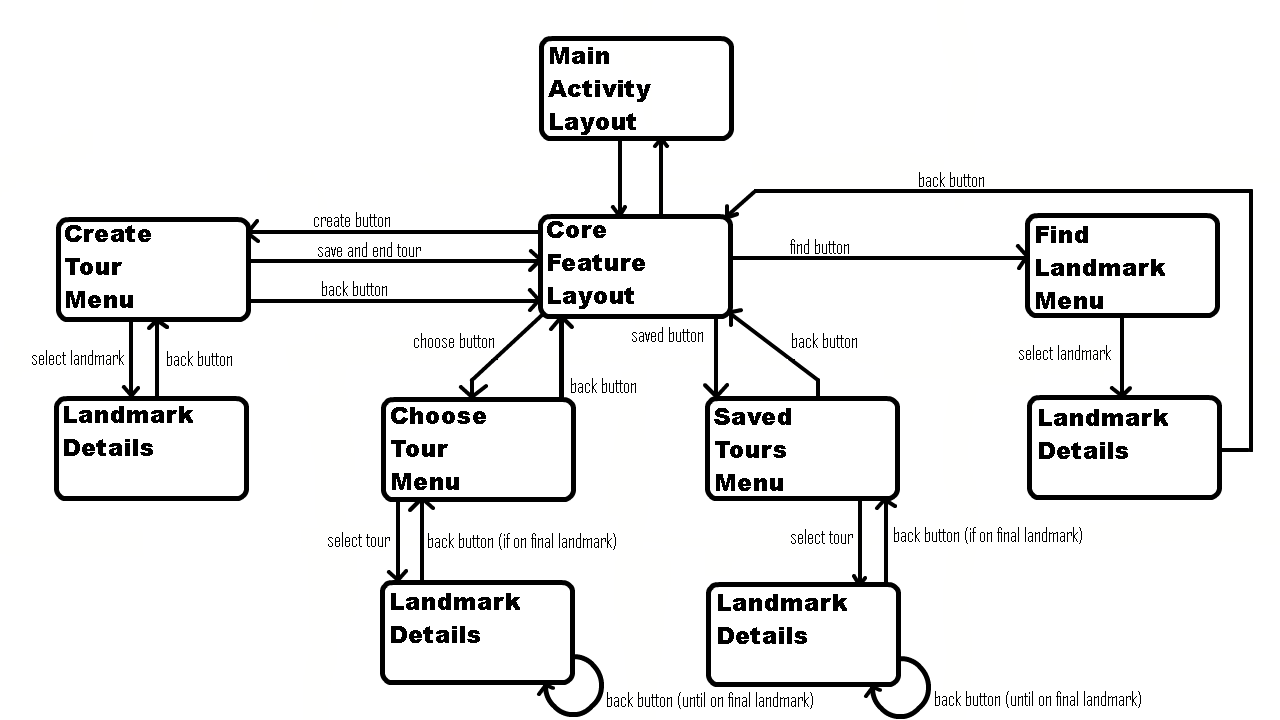 Main
Activity
Layout
back button
create button
save and end tour
back button
find button
Create
Tour
Menu
Core
Feature
Layout
Find
Landmark
Menu
select landmark
back button
choose button
back button
saved button
back button
select landmark
Landmark
Details
Choose
Tour
Menu
Saved
Tours
Menu
Landmark
Details
select tour
back button (if on final landmark)
select tour
back button (if on final landmark)
Landmark
Details
back button (until on final landmark)
Landmark
Details
back button (until on final landmark)